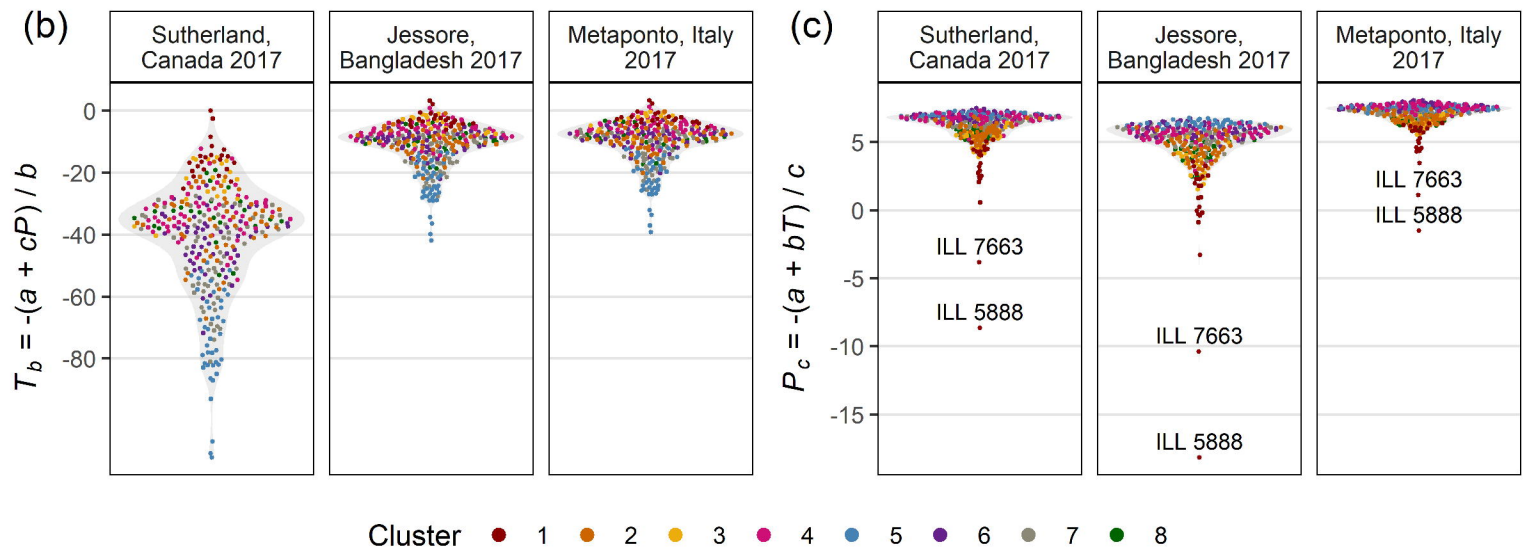 (b)
Sutherland,
Canada 2017
Jessore,
Bangladesh 2017
Metaponto, Italy
2017
T_b = -(a + cP) / b
0
-20
-40
-60
-80
(c)
Sutherland,
Canada 2017
Jessore,
Bangladesh 2017
Metaponto, Italy
2017
P_c = -(a + bT) / c
5
0
-5
-10
-15
ILL 7663
ILL 5888
ILL 7663
ILL 5888
ILL 7663
ILL 5888
Cluster 1 2 3 4 5 6 7 8